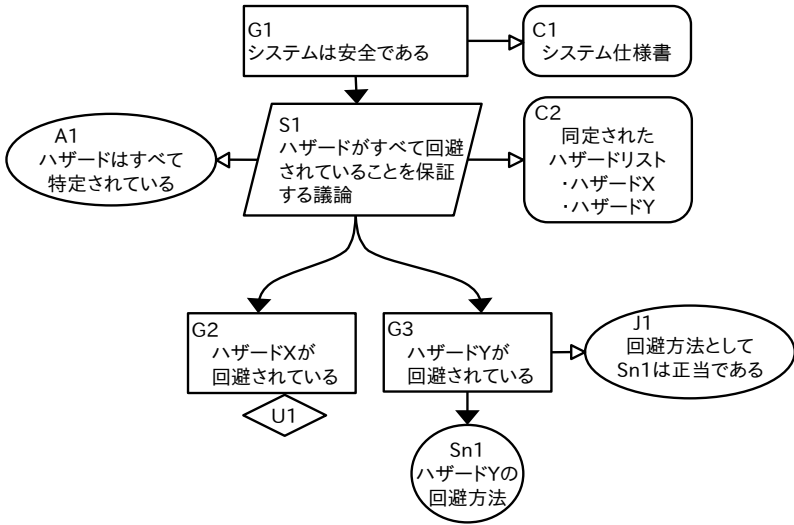 G1
システムは安全である
C1
システム仕様書
A1
ハザードはすべて
特定されている
S1
ハザードがすべて回避
されていることを保証
する議論
C2
同定された
ハザードリスト
・ハザードX
・ハザードY
G2
ハザードXが
回避されている
U1
G3
ハザードYが
回避されている
J1
回避方法として
Sn1は正当である
Sn1
ハザードYの
回避方法